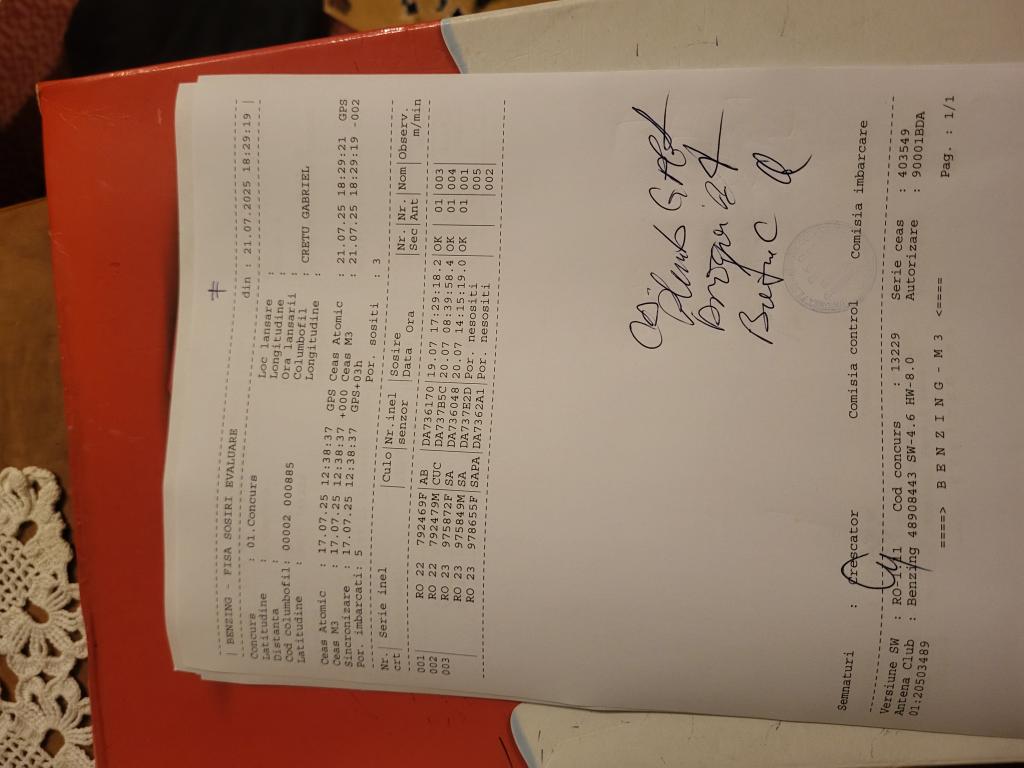 | BENZING - FISA SOSIRI EVALUARE din : 21.07.2025 18:29:19 |
Concurs : 01.Concurs Loc lansare :
Latitudine : Longitudine :
Distanta : Ora lansarii :
Cod columbofil: 00002 000885 Columbofil : CRETU GABRIEL
Latitudine : Longitudine :
Ceas Atomic : 17.07.25 12:38:37 GPS Ceas Atomic : 21.07.25 18:29:21 GPS
Ceas M3 : 17.07.25 12:38:37 +000 Ceas M3 : 21.07.25 18:29:19 -002
Sincronizare : 17.07.25 12:38:37 GPS+03h
Por. imbarcati: 5 Por. sositi : 3
Nr.| Serie inel |Culo|Nr.inel |Sosire |Nr. |Nr. |Nom|Observ.
crt |senzor |Data Ora |Sec|Ant | | m/min
001 | RO 22 792469F|AB |DA736170|19.07 17:29:18.2|OK |01|003|
002 | RO 22 792479M|CUC |DA737B5C|20.07 08:39:58.4|OK |01|004|
003 | RO 23 975872F|SA |DA736048|20.07 14:15:19.0|OK |01|001|
| RO 23 975849M|SA |DA737E2D|Por. nesositi | |005|
| RO 23 978655F|SAPA|DA7362A1|Por. nesositi | |002|
Semnaturi : Crescator Comisia control Comisia imbarcare
Versiune SW : RO-1.11 Cod concurs : 13229 Serie ceas : 403549
Antena Club : Benzing 48908443 SW-4.6 HW-8.0 Autorizare : 90001BDA
01:20503489
====> B E N Z I N G - M 3 <==== Pag. : 1/1